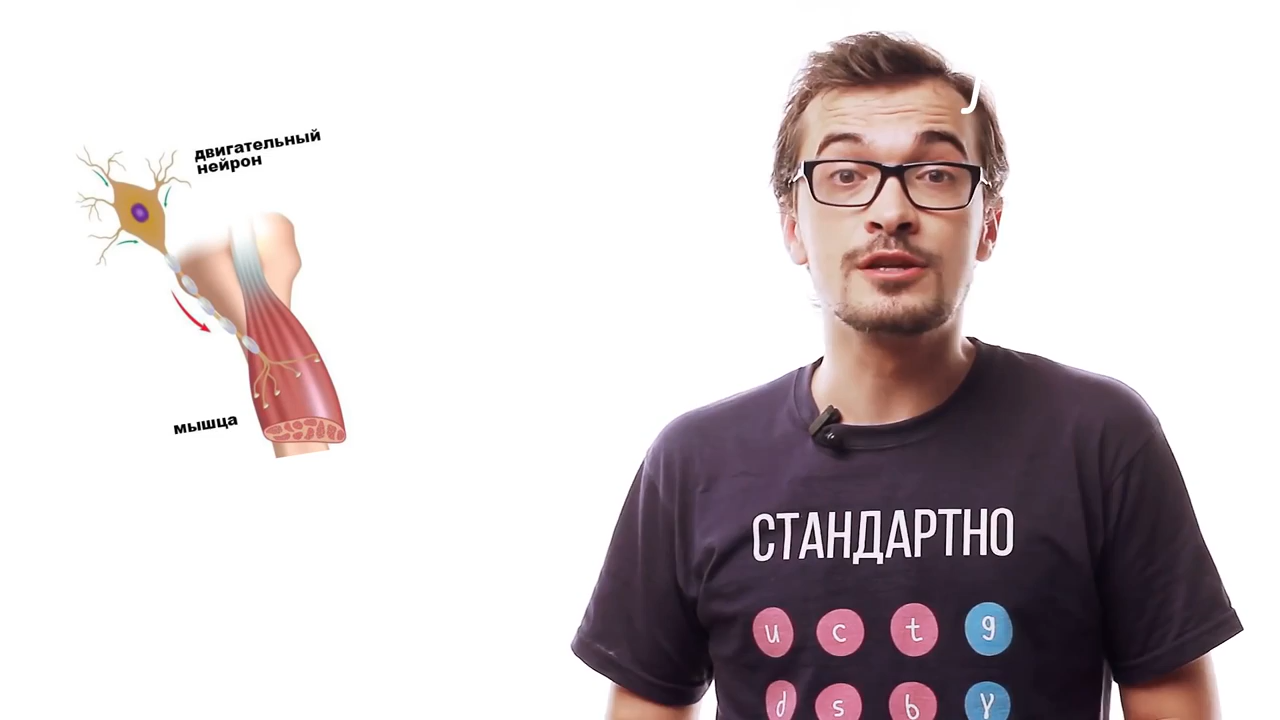 двигательный
нейрон
мышца
СТАНДАРТНО
u c t g
d s b γ